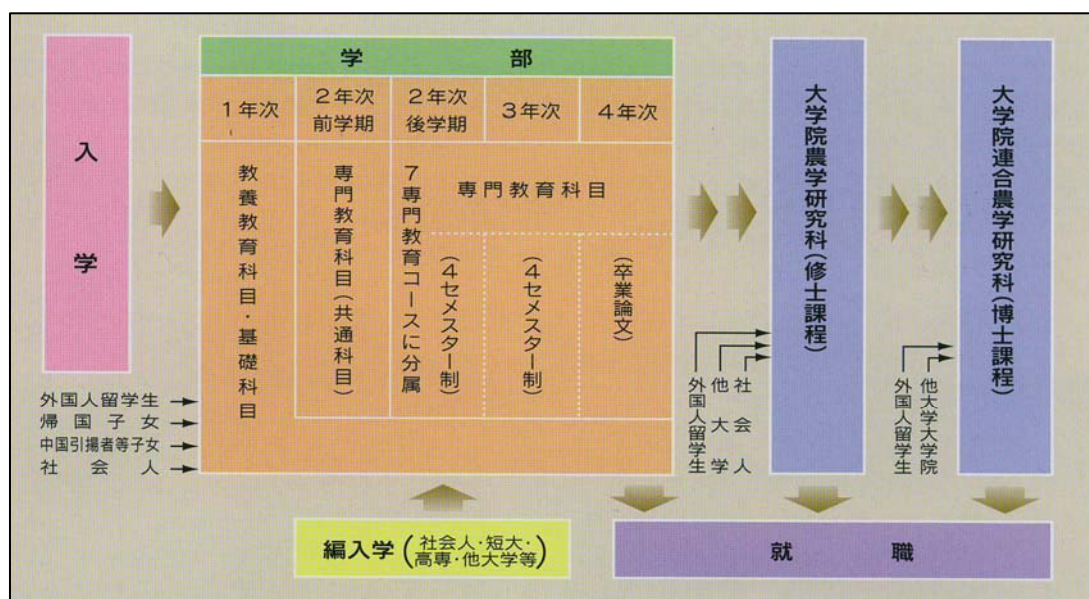 入学
学部
1年次
2年次
前学期
2年次
後学期
3年次
4年次
教養教育科目・基礎科目
専門教育科目(共通科目)
7専門教育コースに分属
専門教育科目
(4セメスター制)
(4セメスター制)
(卒業論文)
外国人留学生
帰国子女
中国引揚者等子女
社会人
編入学(社会人・短大・
高専・他大学等)
外国人留学生
他大学
社会人
大学院農学研究科(修士課程)
外国人留学生
他大学大学院
大学院連合農学研究科(博士課程)
就職